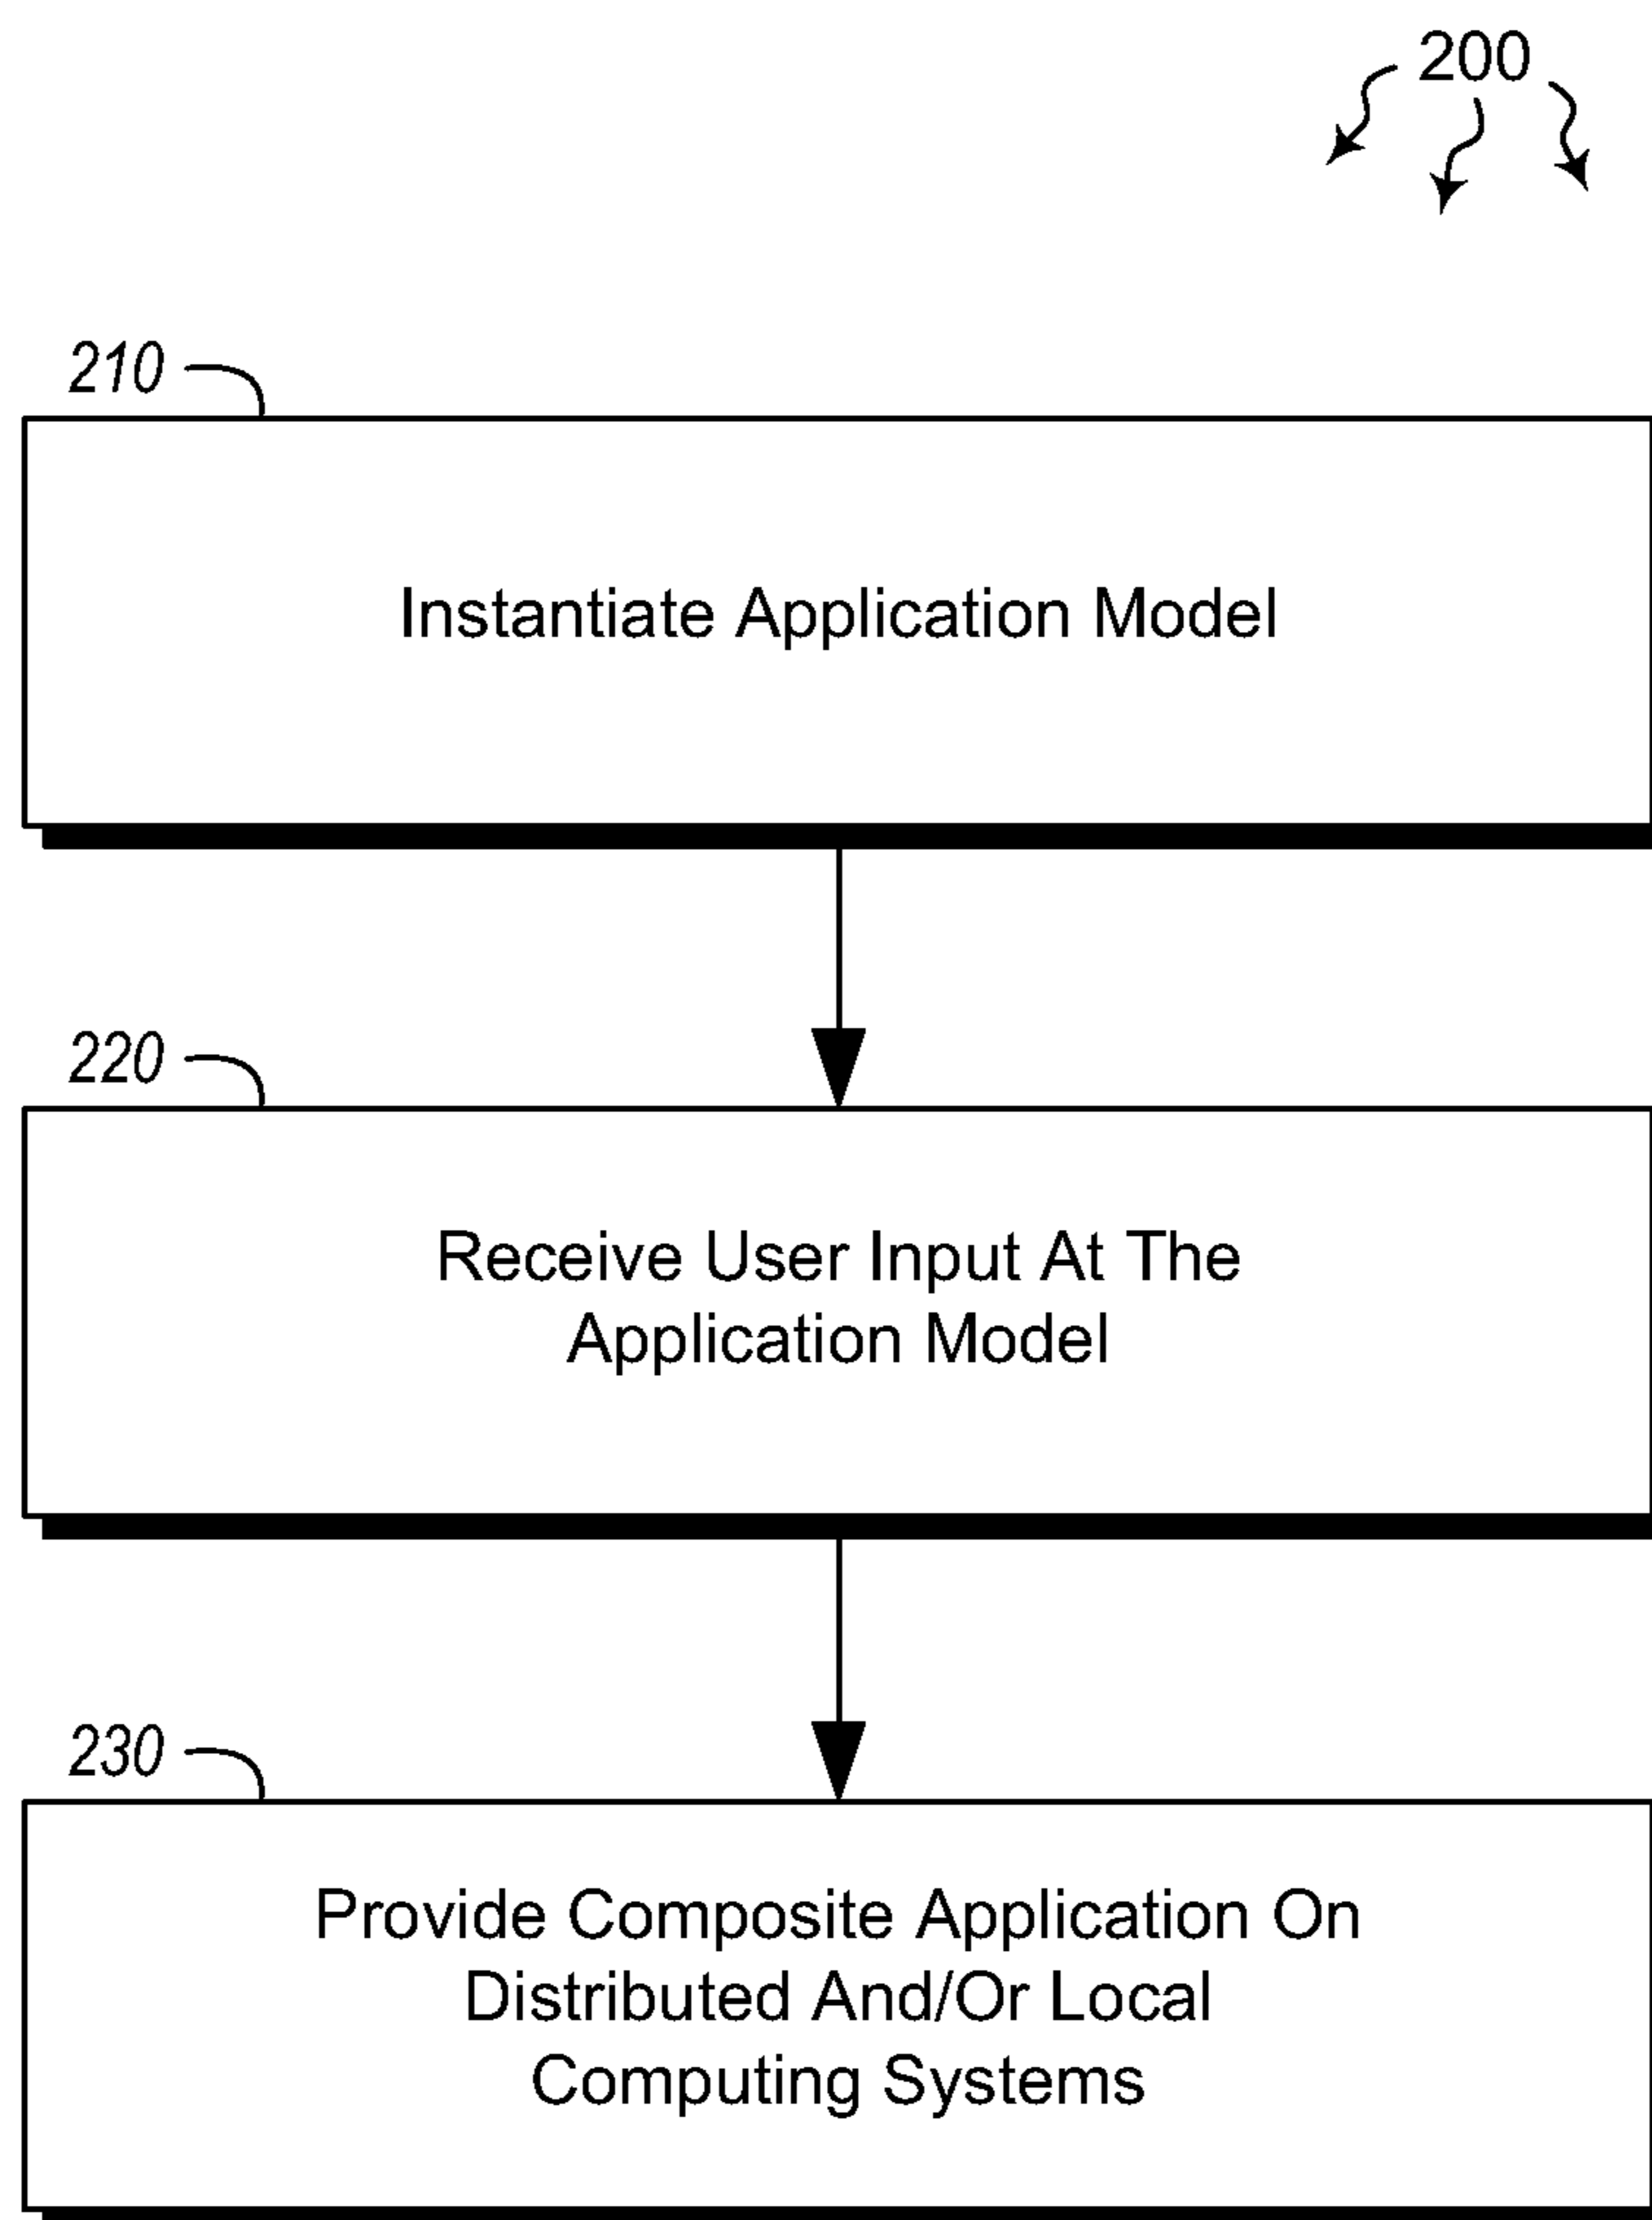 200
210
Instantiate Application Model
220
Receive User Input At The
Application Model
230
Provide Composite Application On
Distributed And/Or Local
Computing Systems